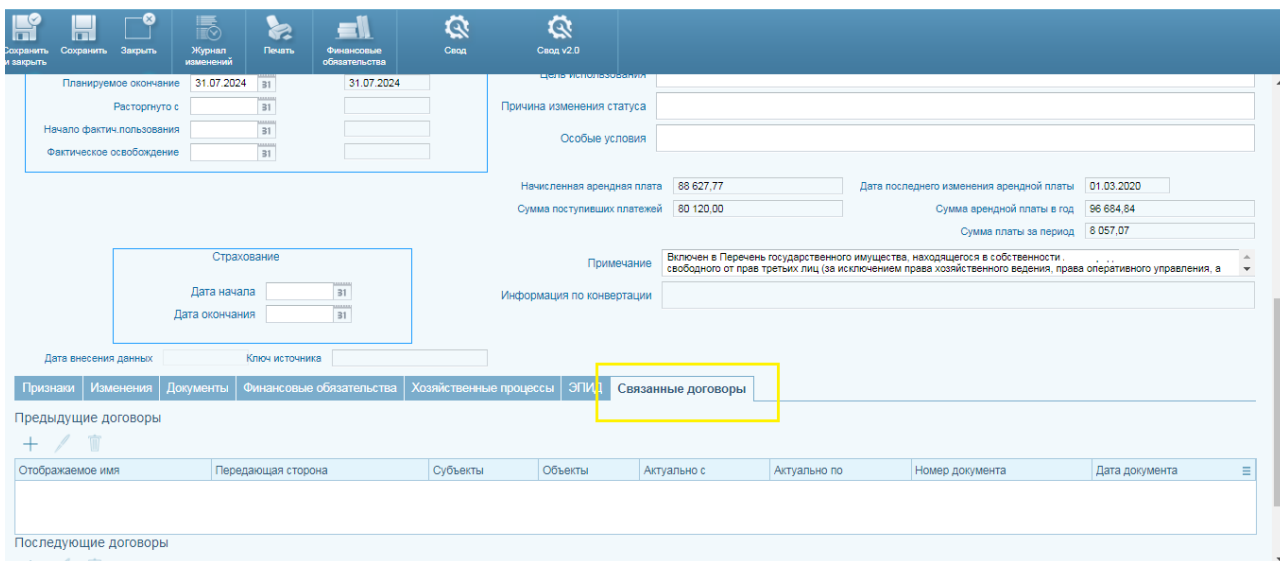 Сохранить и закрыть
Сохранить
Закрыть
Журнал изменений
Печать
Финансовые обязательства
Свод
Свод v2.0
Планируемое окончание 31.07.2024 31 31.07.2024
Цель использования
Расторгнуто с 31
Причина изменения статуса
Начало фактич.пользования 31
Особые условия
Фактическое освобождение 31
Начисленная арендная плата 88 627,77 Дата последнего изменения арендной платы 01.03.2020
Сумма поступивших платежей 80 120,00 Сумма арендной платы в год 96 684,84
Сумма платы за период 8 057,07
Страхование
Примечание Включен в Перечень государственного имущества, находящегося в собственности
свободного от прав третьих лиц (за исключением права хозяйственного ведения, права оперативного управления, а
Дата начала 31
Информация по конвертации
Дата окончания 31
Дата внесения данных Ключ источника
Признаки Изменения Документы Финансовые обязательства Хозяйственные процессы ЭПИД Связанные договоры
Предыдущие договоры
Отображаемое имя Передающая сторона Субъекты Объекты Актуально с Актуально по Номер документа Дата документа
Последующие договоры